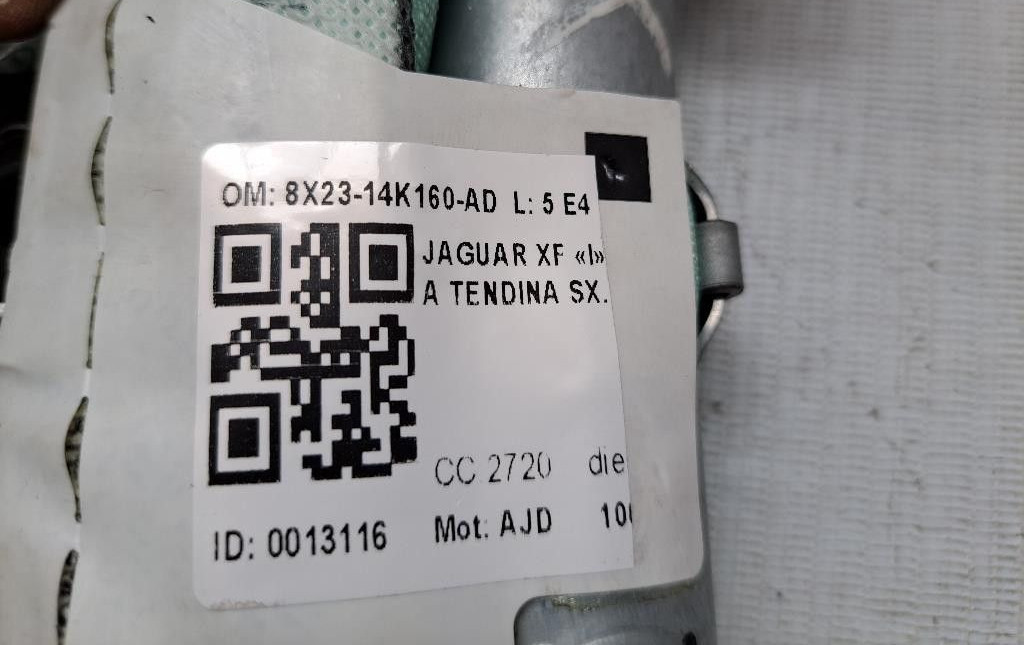 OM: 8X23-14K160-AD L: 5 E4
JAGUAR XF «I»
A TENDINA SX.
CC 2720 die
ID: 0013116 Mot: AJD 10